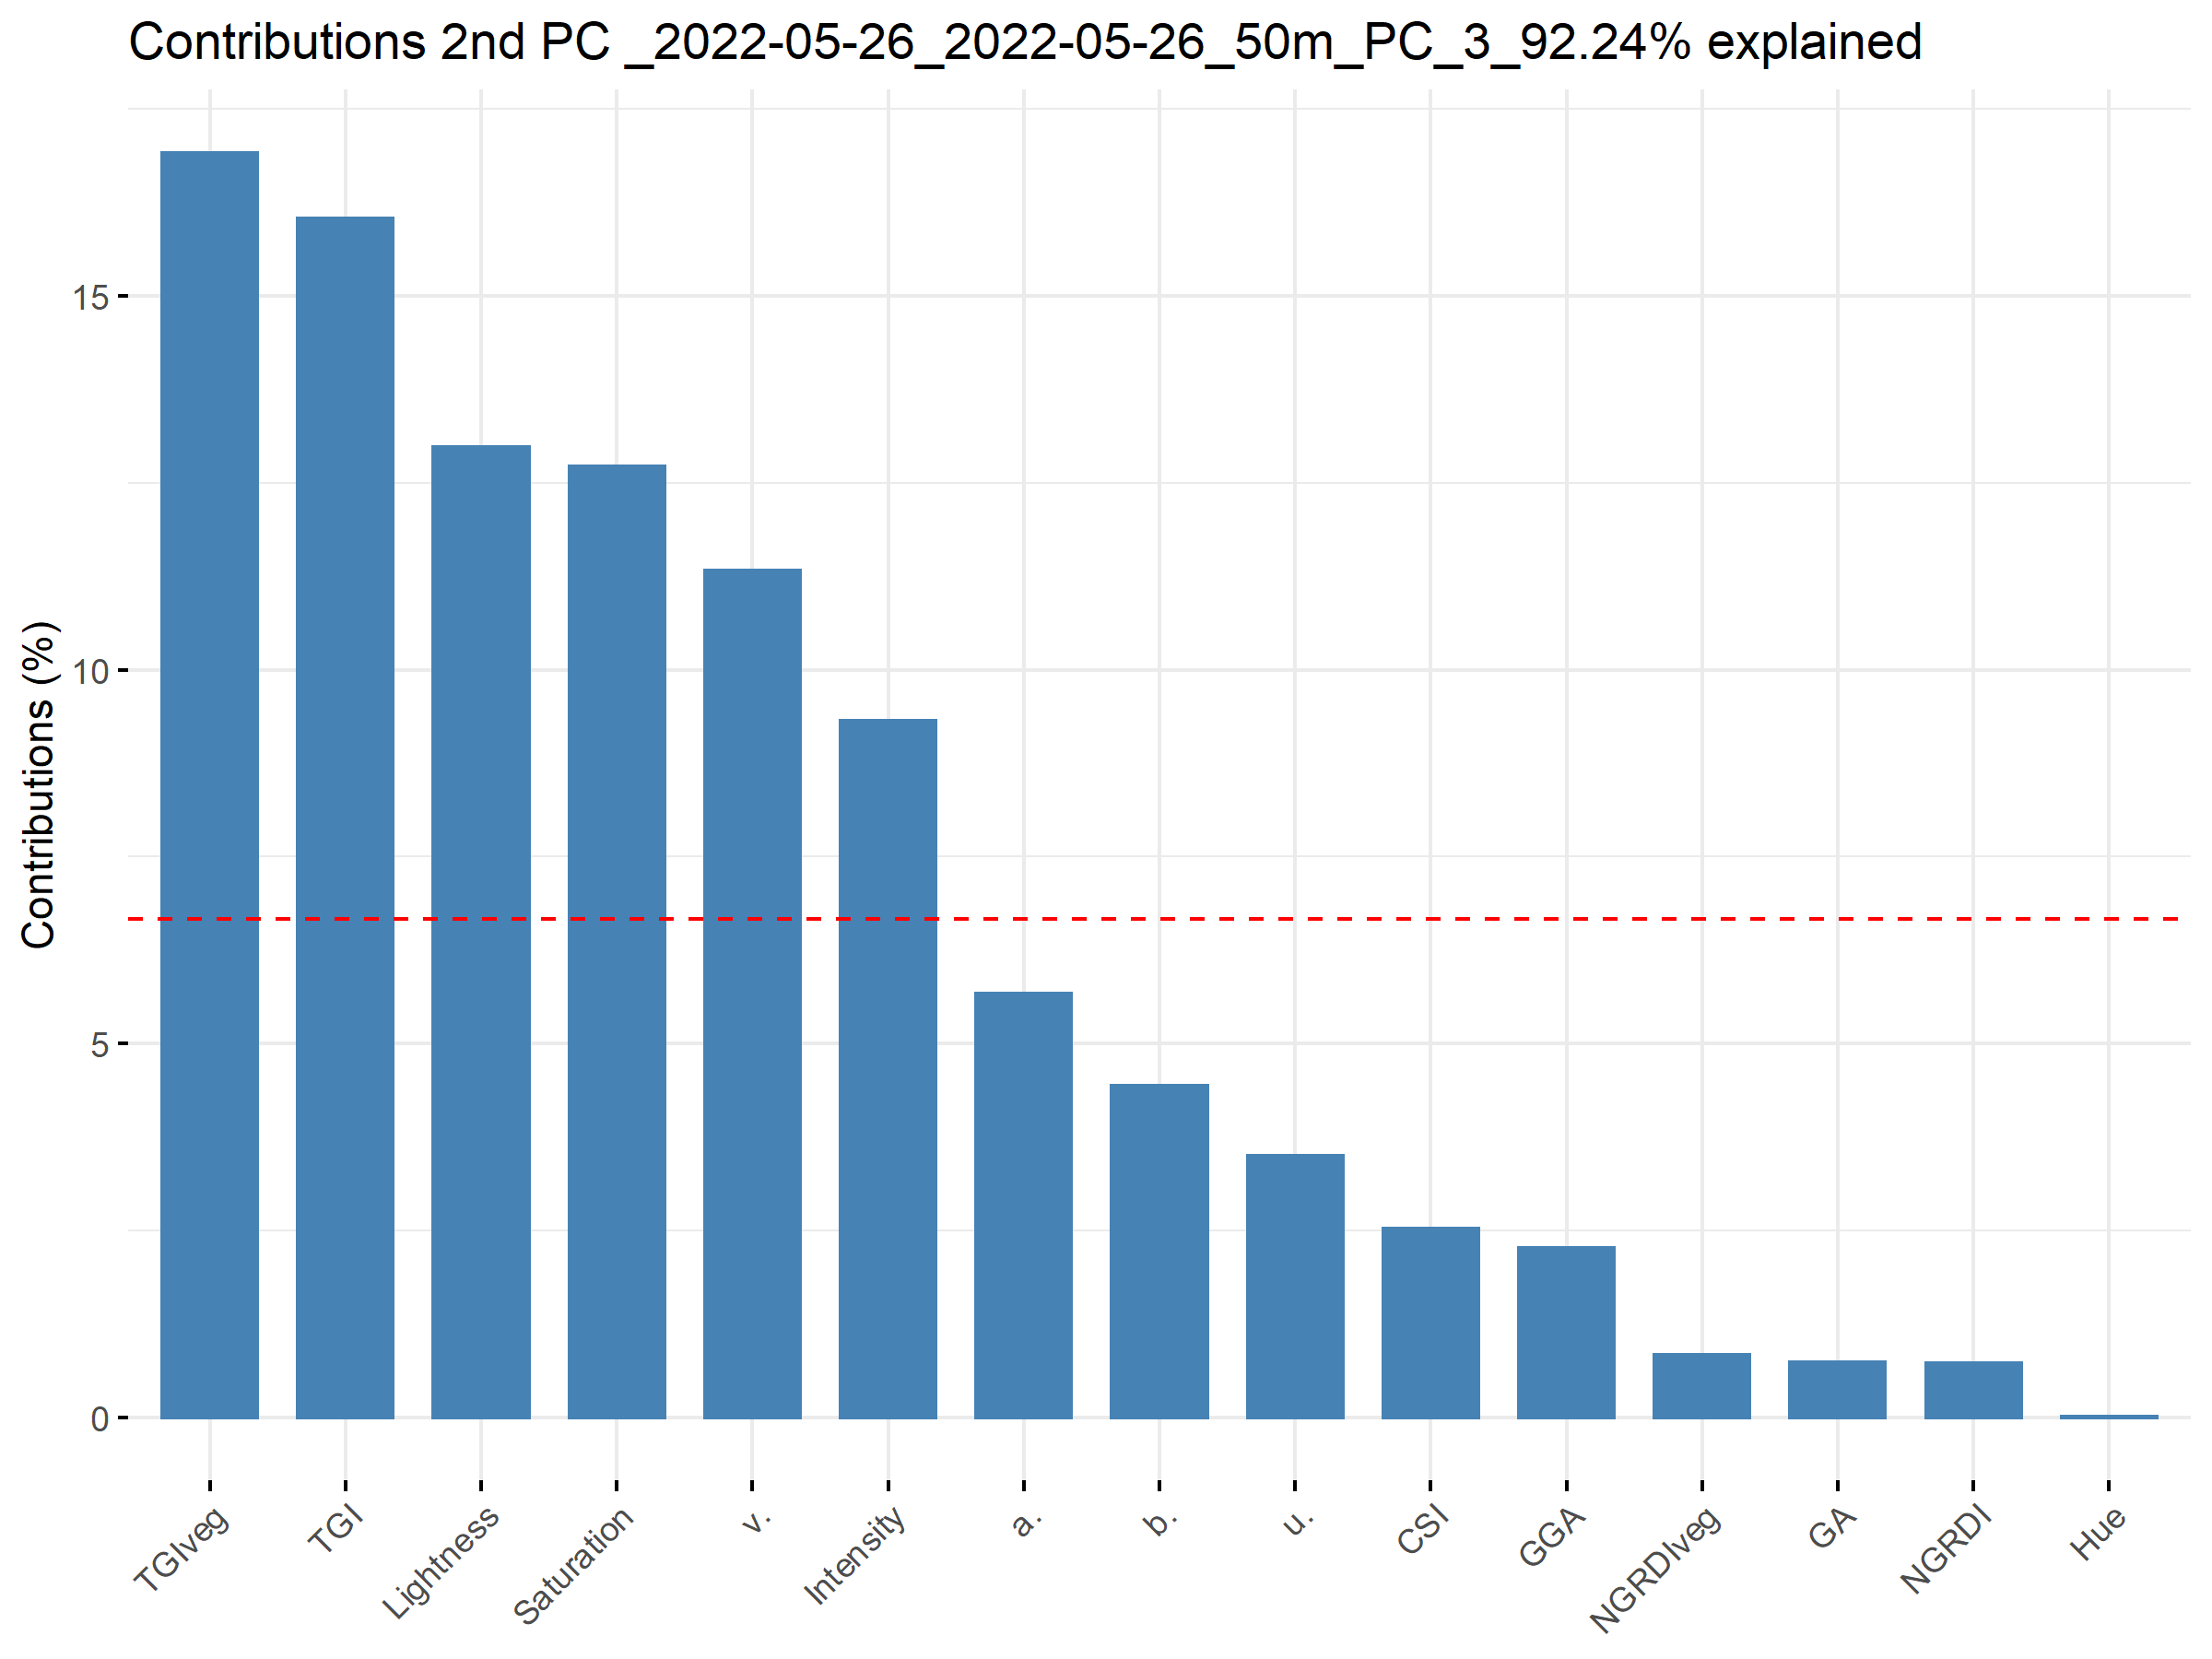 Contributions 2nd PC _2022-05-26_2022-05-26_50m_PC_3_92.24% explained
Contributions (%)
15
10
5
0
TGIveg
TGI
Lightness
Saturation
v.
Intensity
a.
b.
u.
CSI
GGA
NGRDIveg
GA
NGRDI
Hue